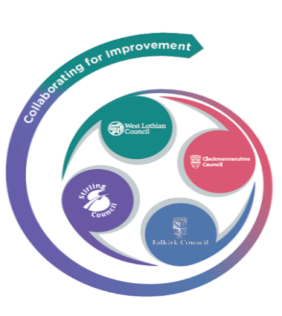 Collaborating for Improvement
West Lothian
Council
Clackmannanshire
Council
Stirling
Council
Falkirk Council